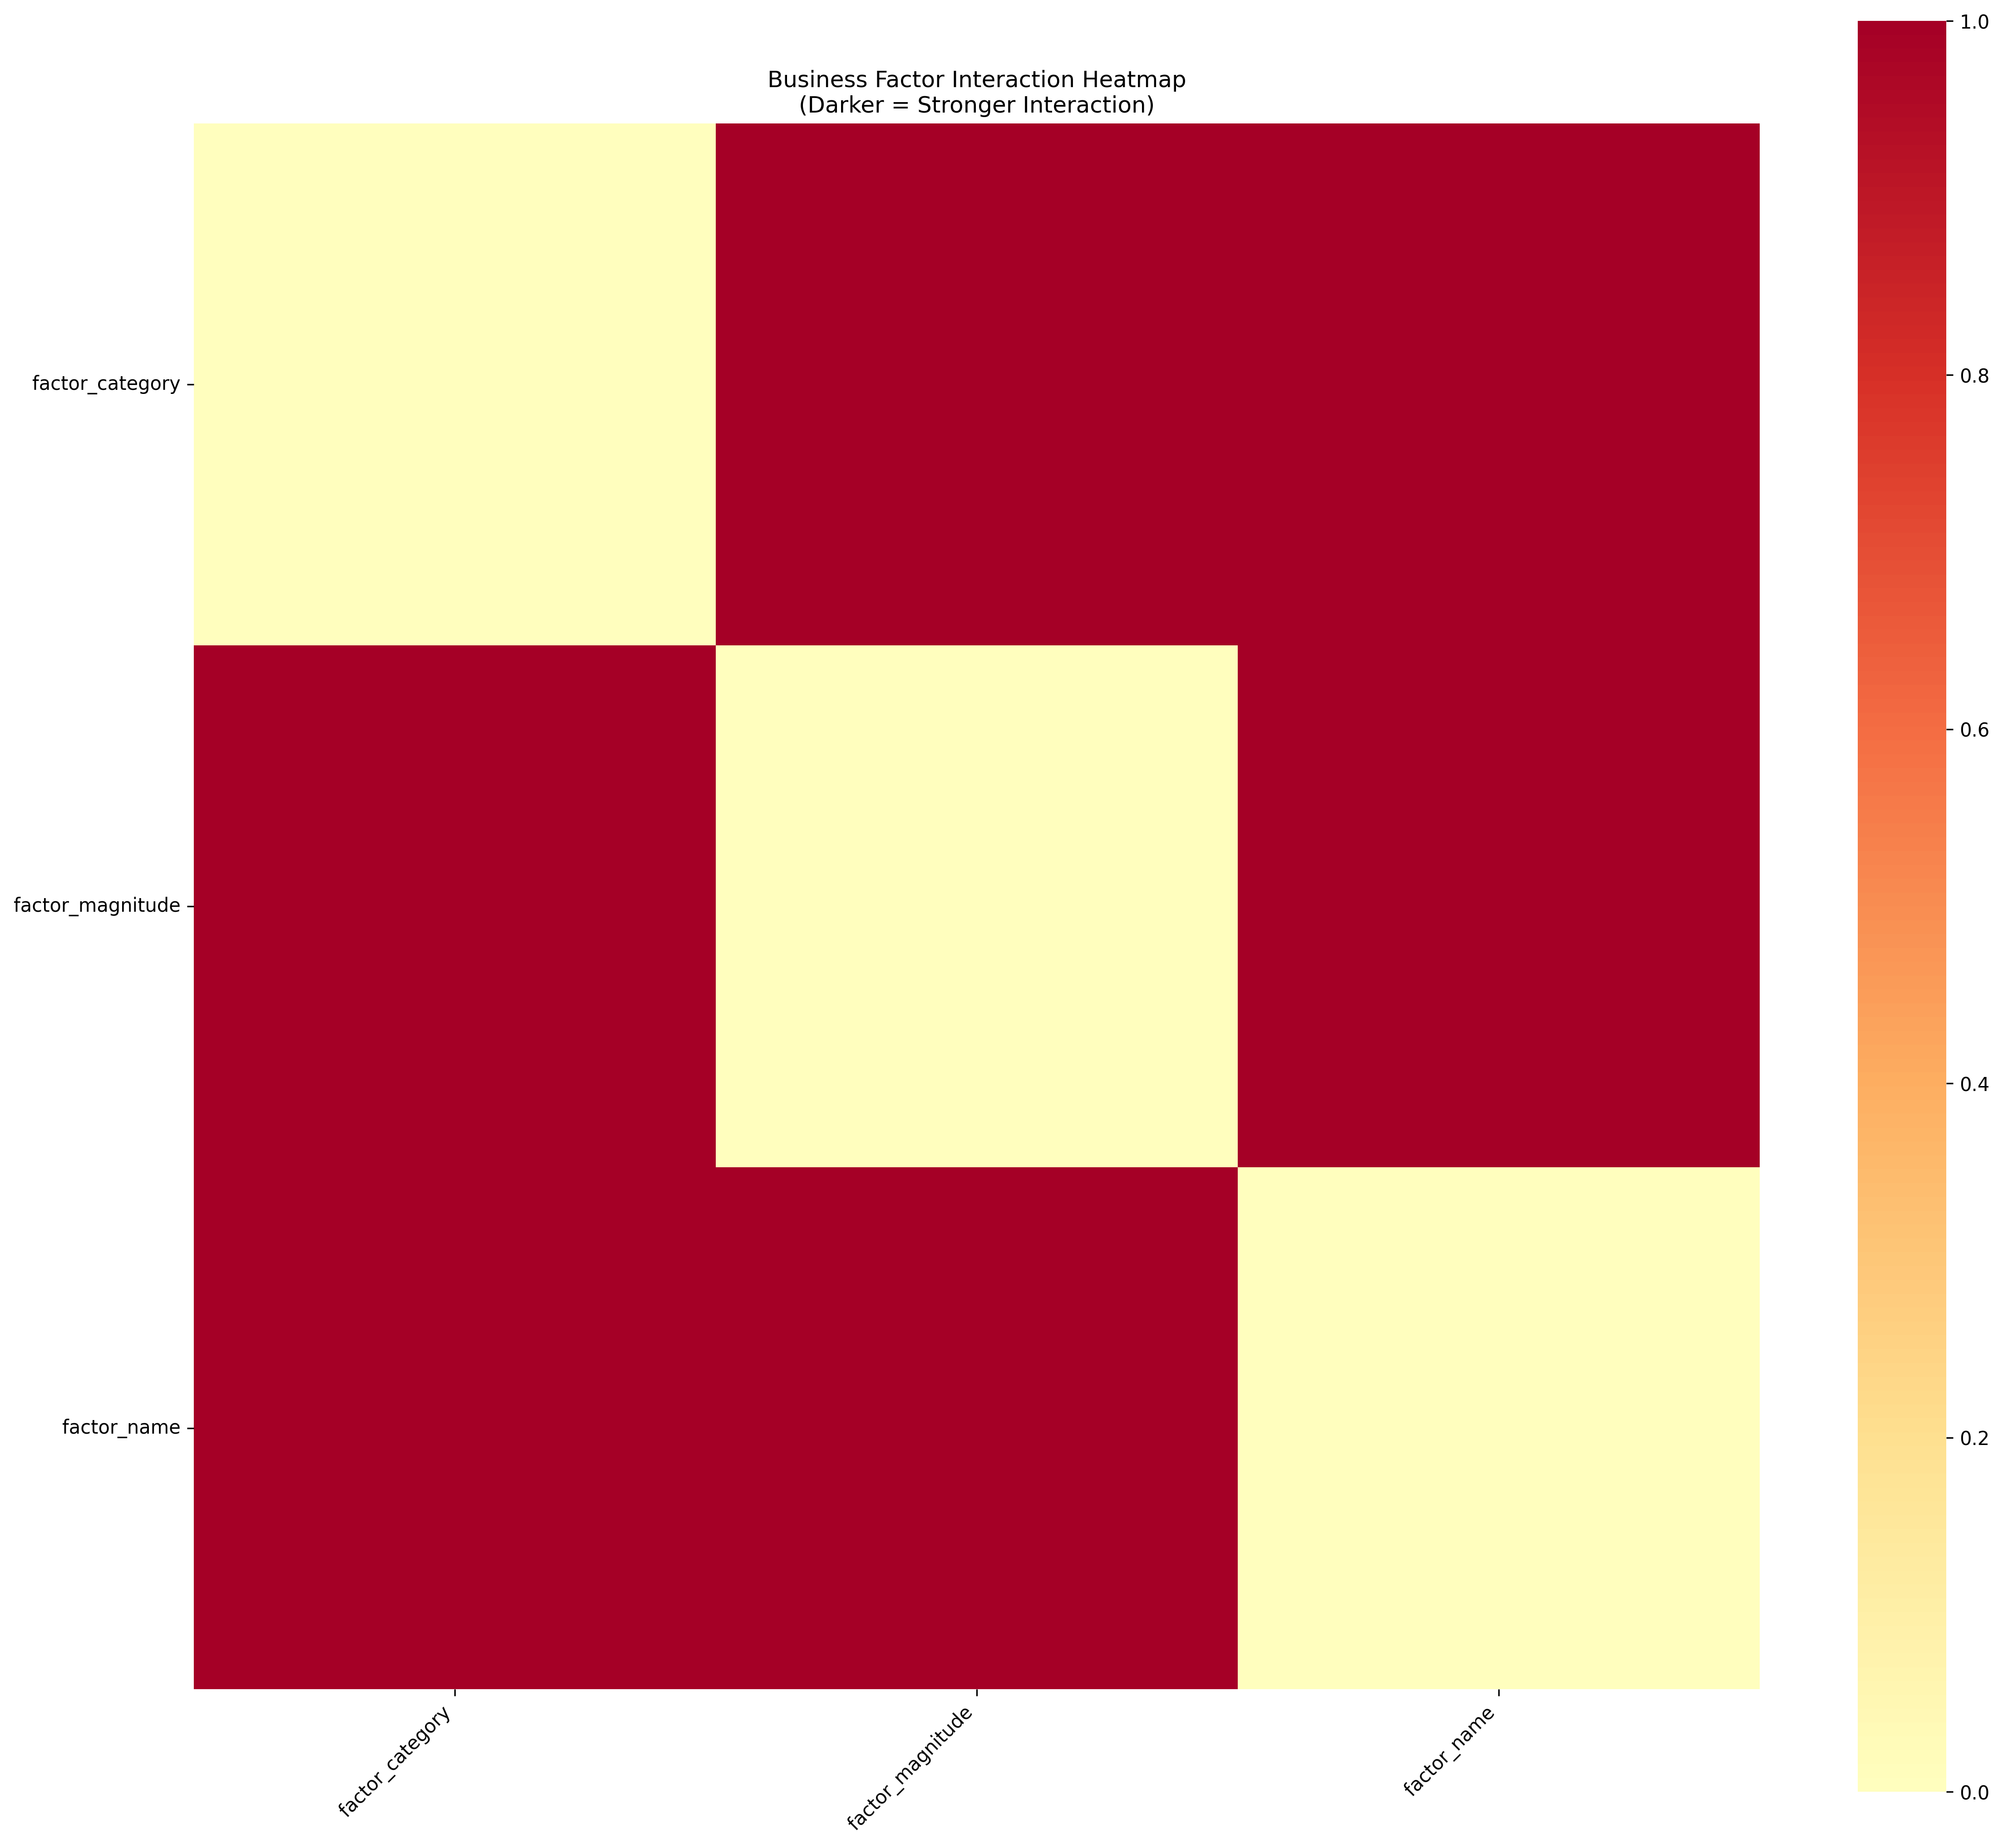 Business Factor Interaction Heatmap
(Darker = Stronger Interaction)
factor_category
factor_magnitude
factor_name
factor_category
factor_magnitude
factor_name
1.0
0.8
0.6
0.4
0.2
0.0